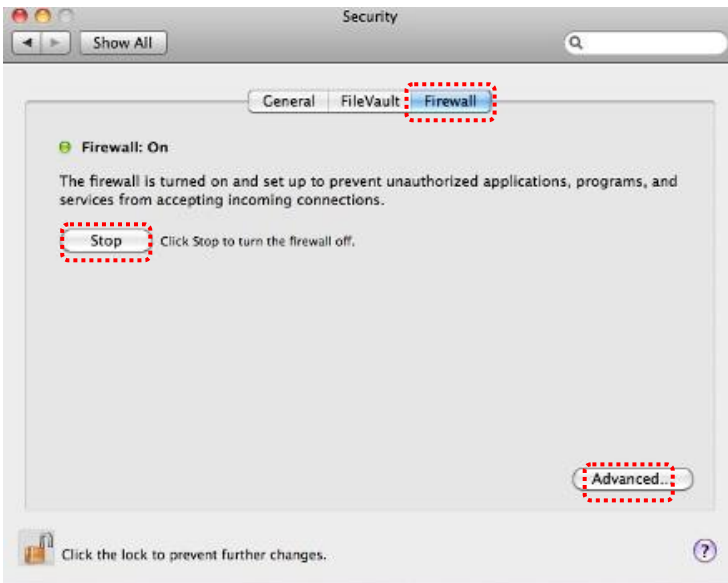 Security
Show All
General FileVault Firewall
Firewall: On
The firewall is turned on and set up to prevent unauthorized applications, programs, and
services from accepting incoming connections.
Stop Click Stop to turn the firewall off.
Advanced...
Click the lock to prevent further changes.
?